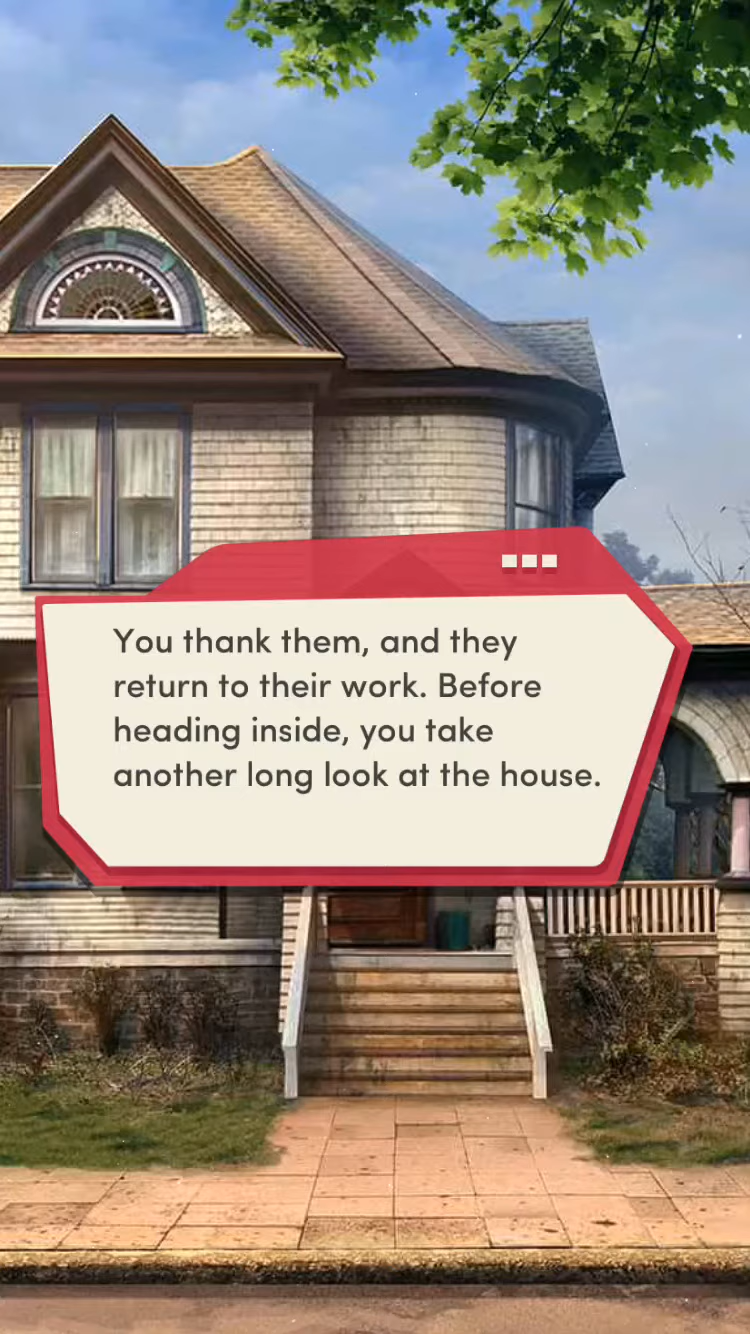 You thank them, and they
return to their work. Before
heading inside, you take
another long look at the house.